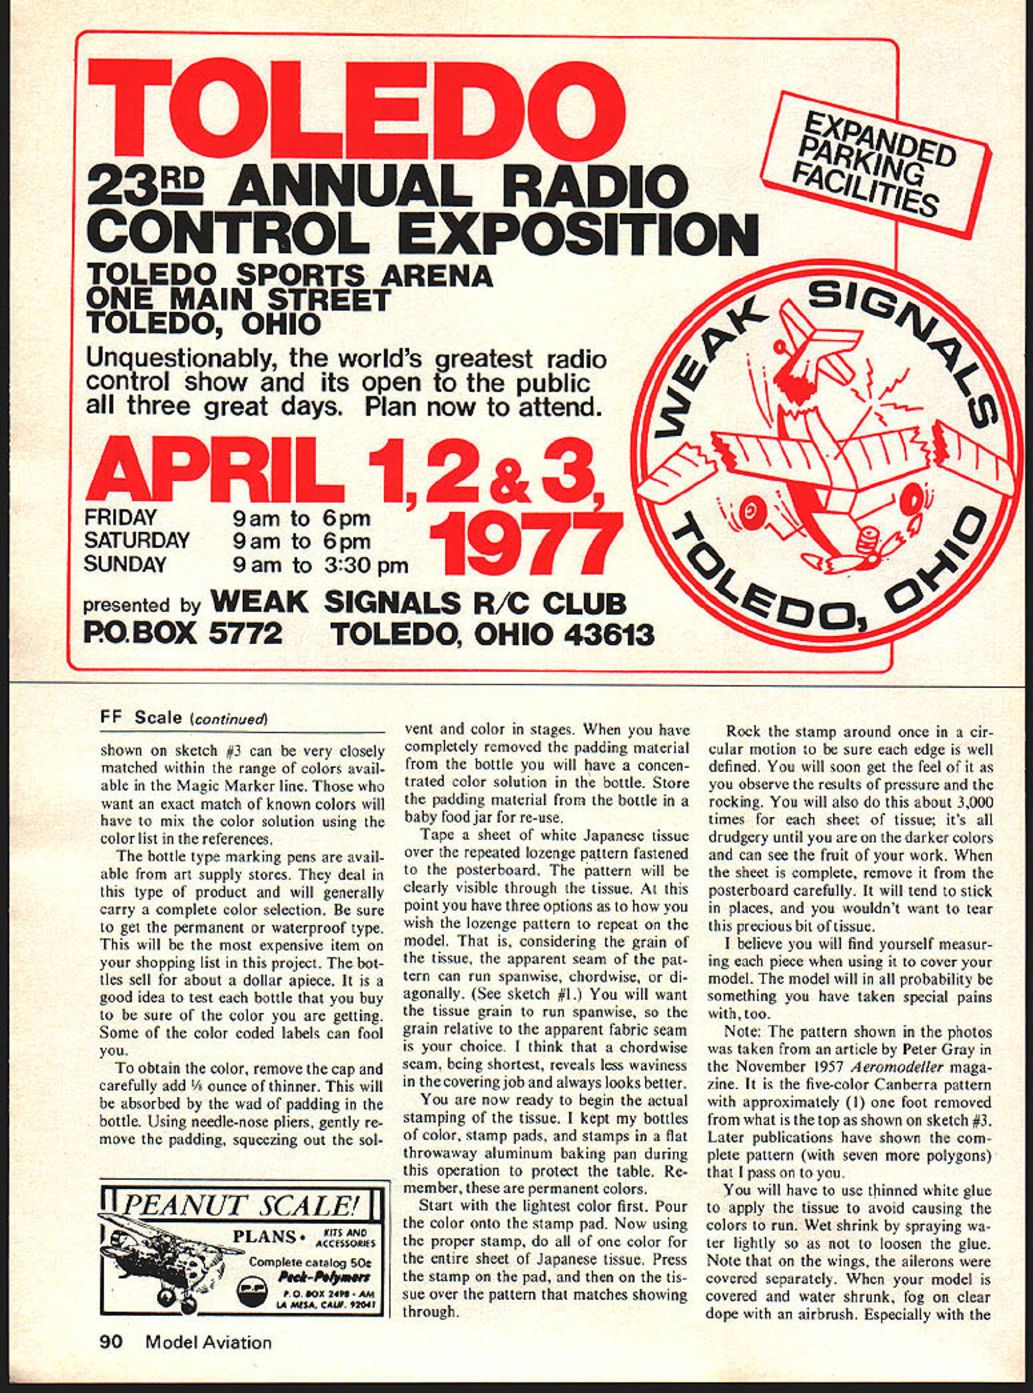 TOLEDO
23RD ANNUAL RADIO
CONTROL EXPOSITION
TOLEDO SPORTS ARENA
ONE MAIN STREET
TOLEDO, OHIO
Unquestionably, the world's greatest radio
control show and its open to the public
all three great days. Plan now to attend.
APRIL 1, 2 & 3,
1977
FRIDAY 9 am to 6 pm
SATURDAY 9 am to 6 pm
SUNDAY 9 am to 3:30 pm
presented by WEAK SIGNALS R/C CLUB
P.O. BOX 5772 TOLEDO, OHIO 43613
EXPANDED
PARKING
FACILITIES
WEAK SIGNALS
TOLEDO, OHIO
FF Scale (continued)
shown on sketch #3 can be very closely
matched within the range of colors avail-
able in the Magic Marker line. Those who
want an exact match of known colors will
have to mix the color solution using the
color list in the references.
The bottle type marking pens are avail-
able from art supply stores. They deal in
this type of product and will generally
carry a complete color selection. Be sure
to get the permanent or waterproof type.
This will be the most expensive item on
your shopping list in this project. The bot-
tles sell for about a dollar apiece. It is a
good idea to test each bottle that you buy
to be sure of the color you are getting.
Some of the color coded labels can fool
you.
To obtain the color, remove the cap and
carefully add ⅛ ounce of thinner. This will
be absorbed by the wad of padding in the
bottle. Using needle-nose pliers, gently re-
move the padding, squeezing out the sol-
PEANUT SCALE!
PLANS • KITS AND
ACCESSORIES
Complete catalog 50¢
Peck-Polymers
P.O. BOX 2498 - AM
LA MESA, CALIF. 92041
P-P
vent and color in stages. When you have
completely removed the padding material
from the bottle you will have a concen-
trated color solution in the bottle. Store
the padding material from the bottle in a
baby food jar for re-use.
Tape a sheet of white Japanese tissue
over the repeated lozenge pattern fastened
to the posterboard. The pattern will be
clearly visible through the tissue. At this
point you have three options as to how you
wish the lozenge pattern to repeat on the
model. That is, considering the grain of
the tissue, the apparent seam of the pat-
tern can run spanwise, chordwise, or di-
agonally. (See sketch #1.) You will want
the tissue grain to run spanwise, so the
grain relative to the apparent fabric seam
is your choice. I think that a chordwise
seam, being shortest, reveals less waviness
in the covering job and always looks better.
You are now ready to begin the actual
stamping of the tissue. I kept my bottles
of color, stamp pads, and stamps in a flat
throwaway aluminum baking pan during
this operation to protect the table. Re-
member, these are permanent colors.
Start with the lightest color first. Pour
the color onto the stamp pad. Now using
the proper stamp, do all of one color for
the entire sheet of Japanese tissue. Press
the stamp on the pad, and then on the tis-
sue over the pattern that matches showing
through.
Rock the stamp around once in a cir-
cular motion to be sure each edge is well
defined. You will soon get the feel of it as
you observe the results of pressure and the
rocking. You will also do this about 3,000
times for each sheet of tissue; it's all
drudgery until you are on the darker colors
and can see the fruit of your work. When
the sheet is complete, remove it from the
posterboard carefully. It will tend to stick
in places, and you wouldn't want to tear
this precious bit of tissue.
I believe you will find yourself measur-
ing each piece when using it to cover your
model. The model will in all probability be
something you have taken special pains
with, too.
Note: The pattern shown in the photos
was taken from an article by Peter Gray in
the November 1957 Aeromodeller maga-
zine. It is the five-color Canberra pattern
with approximately (1) one foot removed
from what is the top as shown on sketch #3.
Later publications have shown the com-
plete pattern (with seven more polygons)
that I pass on to you.
You will have to use thinned white glue
to apply the tissue to avoid causing the
colors to run. Wet shrink by spraying wa-
ter lightly so as not to loosen the glue.
Note that on the wings, the ailerons were
covered separately. When your model is
covered and water shrunk, fog on clear
dope with an airbrush. Especially with the
90 Model Aviation